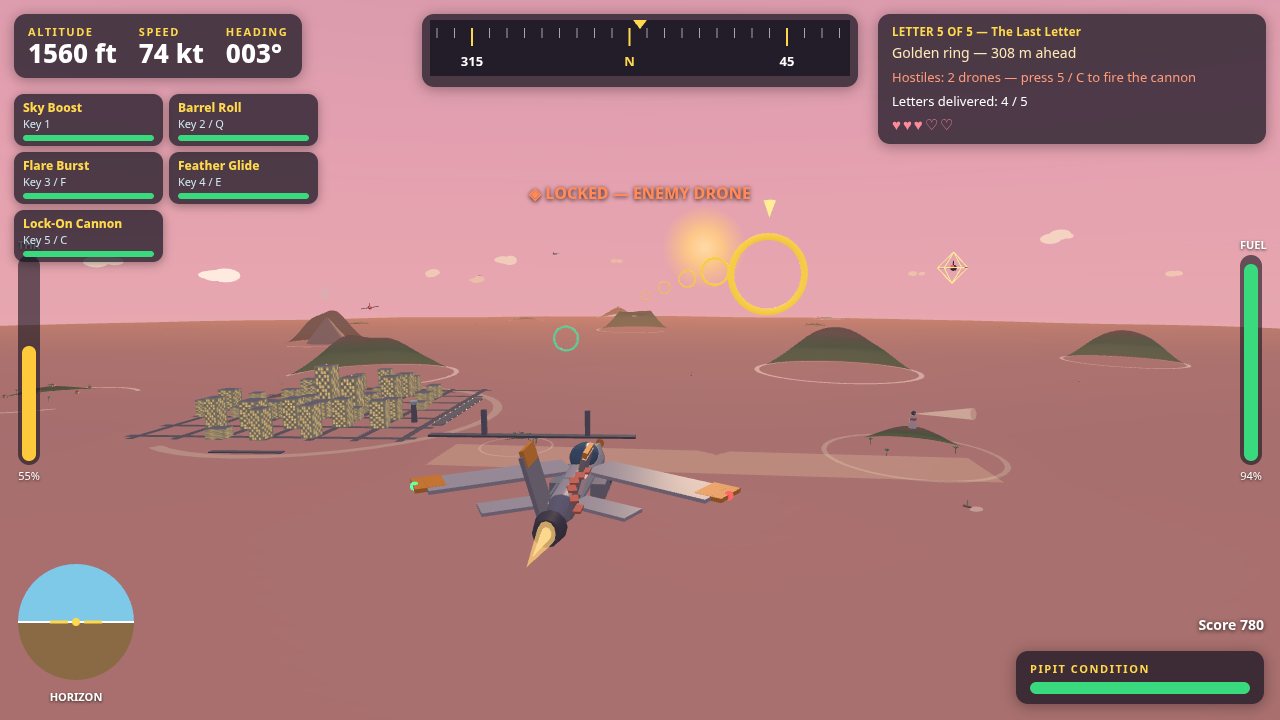 ALTITUDE SPEED HEADING
1560 ft 74 kt 003°
315 N 45
LETTER 5 OF 5 — The Last Letter
Golden ring — 308 m ahead
Hostiles: 2 drones — press 5 / C to fire the cannon
Letters delivered: 4 / 5
Sky Boost
Key 1
Barrel Roll
Key 2 / Q
Flare Burst
Key 3 / F
Feather Glide
Key 4 / E
Lock-On Cannon
Key 5 / C
LOCKED — ENEMY DRONE
FUEL
55%
94%
HORIZON
Score 780
PIPIT CONDITION